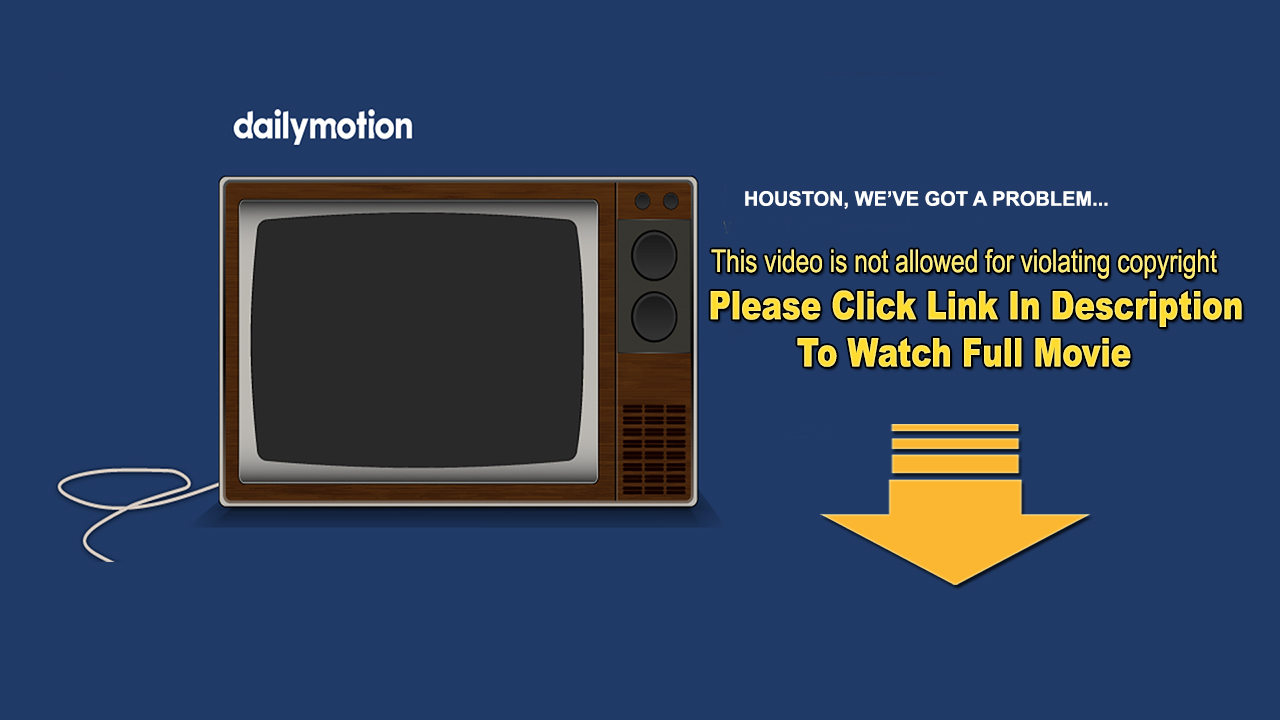 dailymotion
HOUSTON, WE'VE GOT A PROBLEM...
This video is not allowed for violating copyright
Please Click Link In Description
To Watch Full Movie